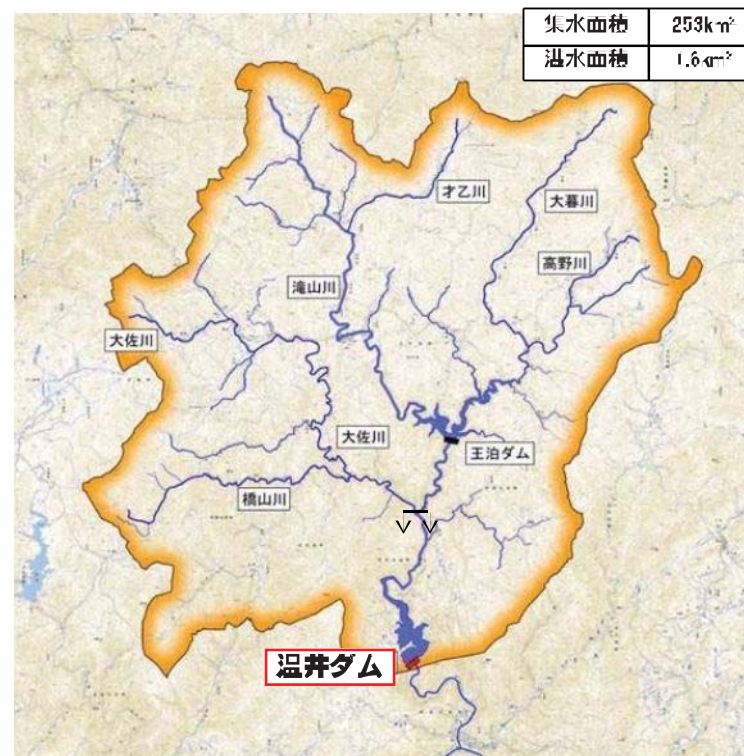 集水面積 253km²
湛水面積 1.6km²
才乙川
大暮川
高野川
滝山川
大佐川
大佐川
王泊ダム
橋山川
温井ダム